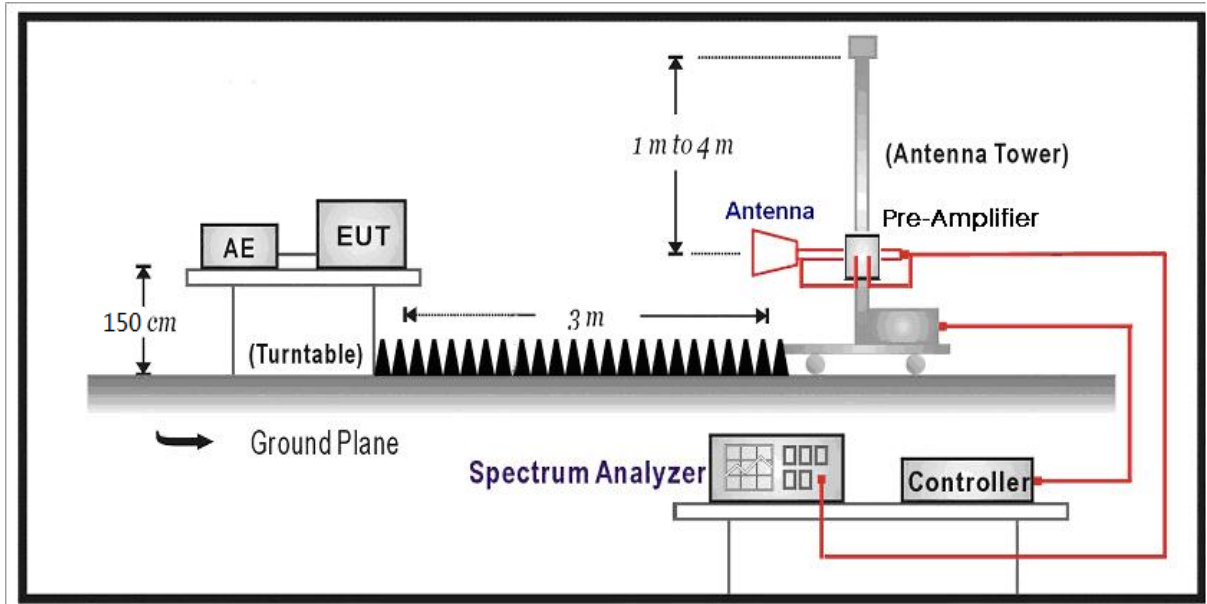 1 m to 4 m
(Antenna Tower)
Antenna
Pre-Amplifier
AE
EUT
150 cm
3 m
(Turntable)
Ground Plane
Spectrum Analyzer
Controller